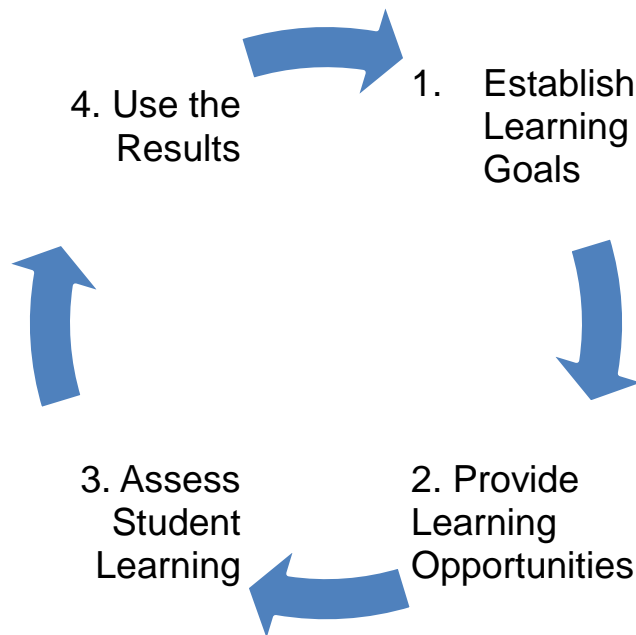 1. Establish
Learning
Goals
2. Provide
Learning
Opportunities
3. Assess
Student
Learning
4. Use the
Results